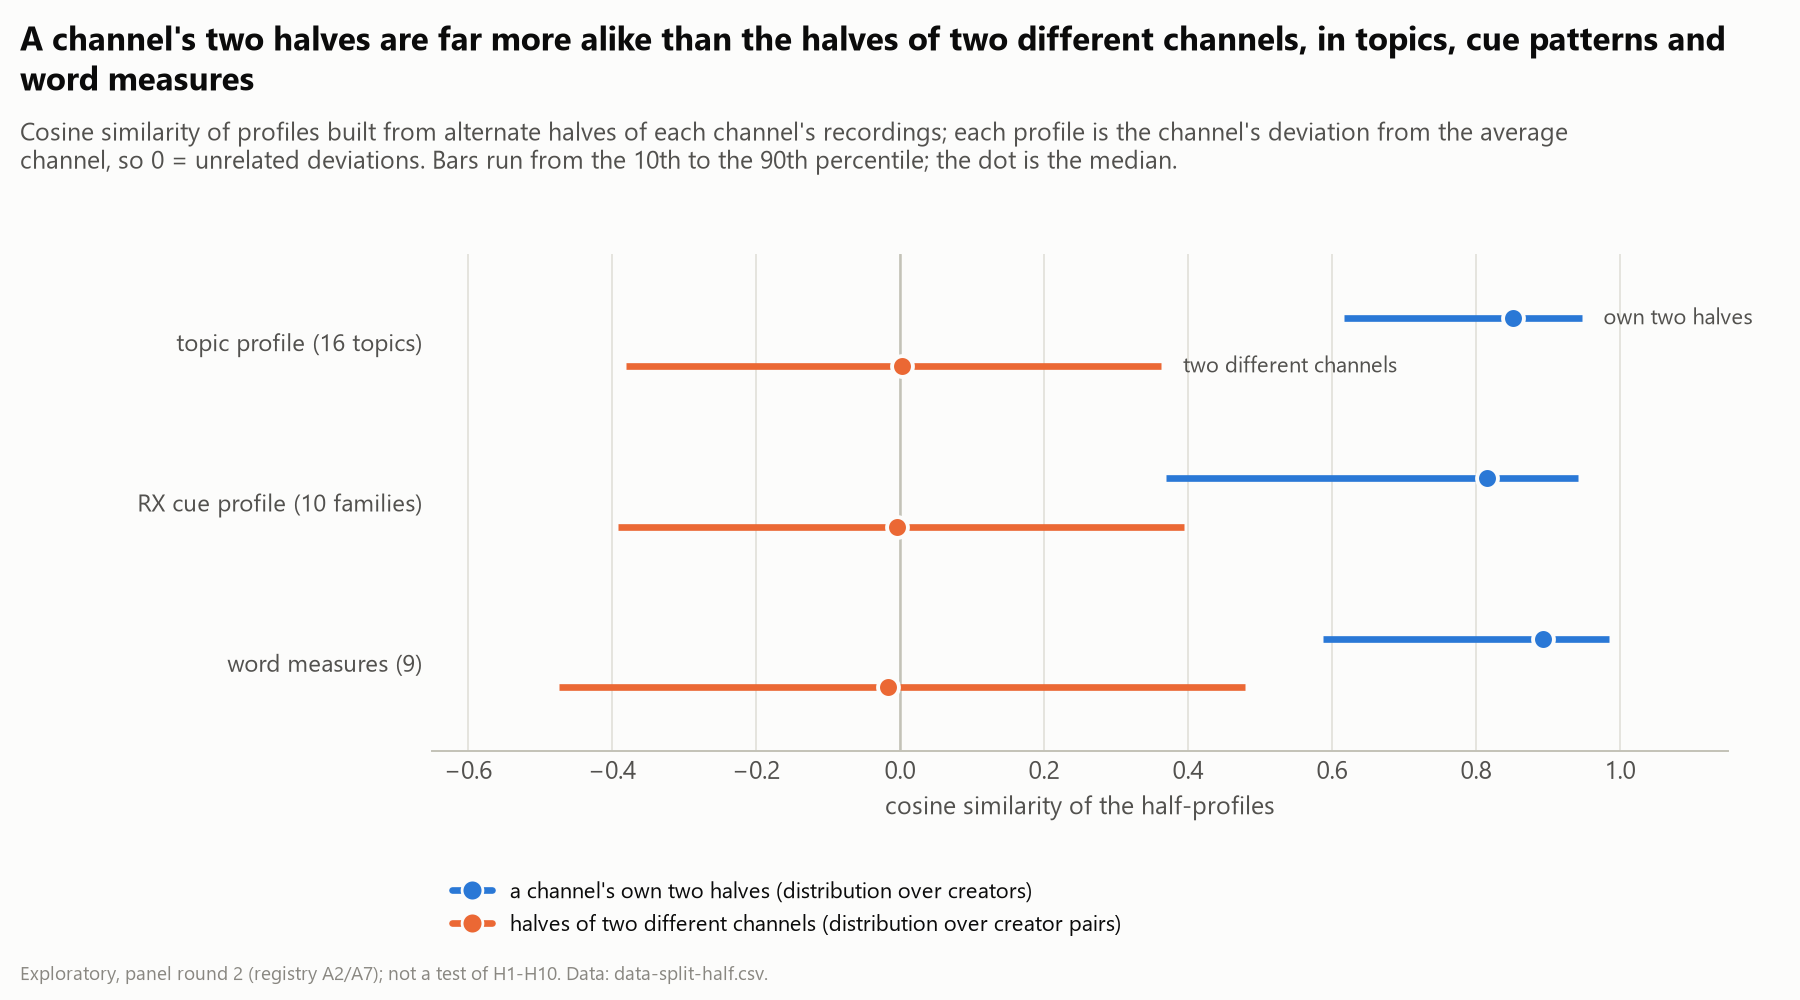 A channel's two halves are far more alike than the halves of two different channels, in topics, cue patterns and
word measures
Cosine similarity of profiles built from alternate halves of each channel's recordings; each profile is the channel's deviation from the average
channel, so 0 = unrelated deviations. Bars run from the 10th to the 90th percentile; the dot is the median.
own two halves
topic profile (16 topics)
two different channels
RX cue profile (10 families)
word measures (9)
−0.6 −0.4 −0.2 0.0 0.2 0.4 0.6 0.8 1.0
cosine similarity of the half-profiles
a channel's own two halves (distribution over creators)
halves of two different channels (distribution over creator pairs)
Exploratory, panel round 2 (registry A2/A7); not a test of H1-H10. Data: data-split-half.csv.